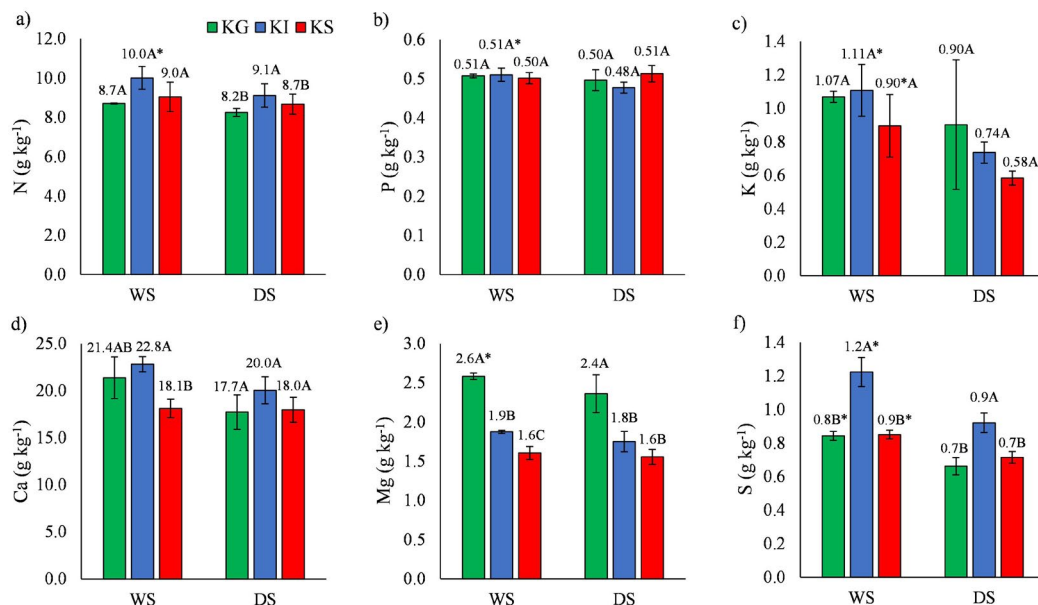 a)
KG KI KS
12.0
10.0
8.0
6.0
4.0
2.0
0.0
N (g kg⁻¹)
8.7A
10.0A*
9.0A
8.2B
9.1A
8.7B
WS DS
b)
0.6
0.5
0.4
0.3
0.2
0.1
0.0
P (g kg⁻¹)
0.51A
0.51A*
0.50A
0.50A
0.48A
0.51A
WS DS
c)
1.4
1.2
1.0
0.8
0.6
0.4
0.2
0.0
K (g kg⁻¹)
1.07A
1.11A*
0.90*A
0.90A
0.74A
0.58A
WS DS
d)
25.0
20.0
15.0
10.0
5.0
0.0
Ca (g kg⁻¹)
21.4AB
22.8A
18.1B
17.7A
20.0A
18.0A
WS DS
e)
3.0
2.5
2.0
1.5
1.0
0.5
0.0
Mg (g kg⁻¹)
2.6A*
1.9B
1.6C
2.4A
1.8B
1.6B
WS DS
f)
1.4
1.2
1.0
0.8
0.6
0.4
0.2
0.0
S (g kg⁻¹)
0.8B*
1.2A*
0.9B*
0.7B
0.9A
0.7B
WS DS